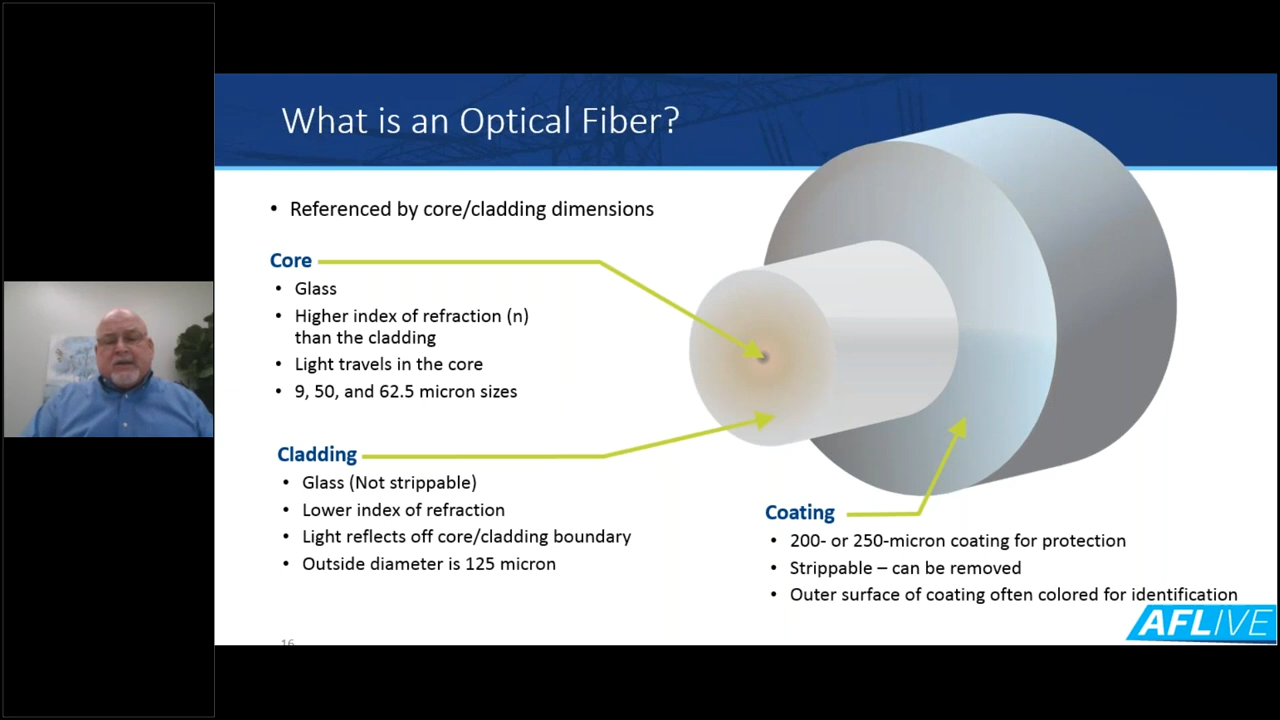 What is an Optical Fiber?
• Referenced by core/cladding dimensions
Core
• Glass
• Higher index of refraction (n)
than the cladding
• Light travels in the core
• 9, 50, and 62.5 micron sizes
Cladding
• Glass (Not strippable)
• Lower index of refraction
• Light reflects off core/cladding boundary
• Outside diameter is 125 micron
Coating
• 200- or 250-micron coating for protection
• Strippable – can be removed
• Outer surface of coating often colored for identification
AFLIVE
16